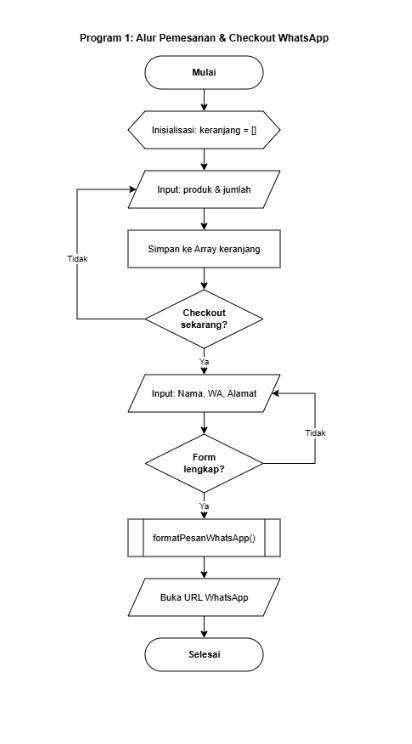 Program 1: Alur Pemesanan & Checkout WhatsApp
Mulai
Inisialisasi: keranjang = []
Input: produk & jumlah
Simpan ke Array keranjang
Tidak
Checkout
sekarang?
Ya
Input: Nama, WA, Alamat
Tidak
Form
lengkap?
Ya
formatPesanWhatsApp()
Buka URL WhatsApp
Selesai